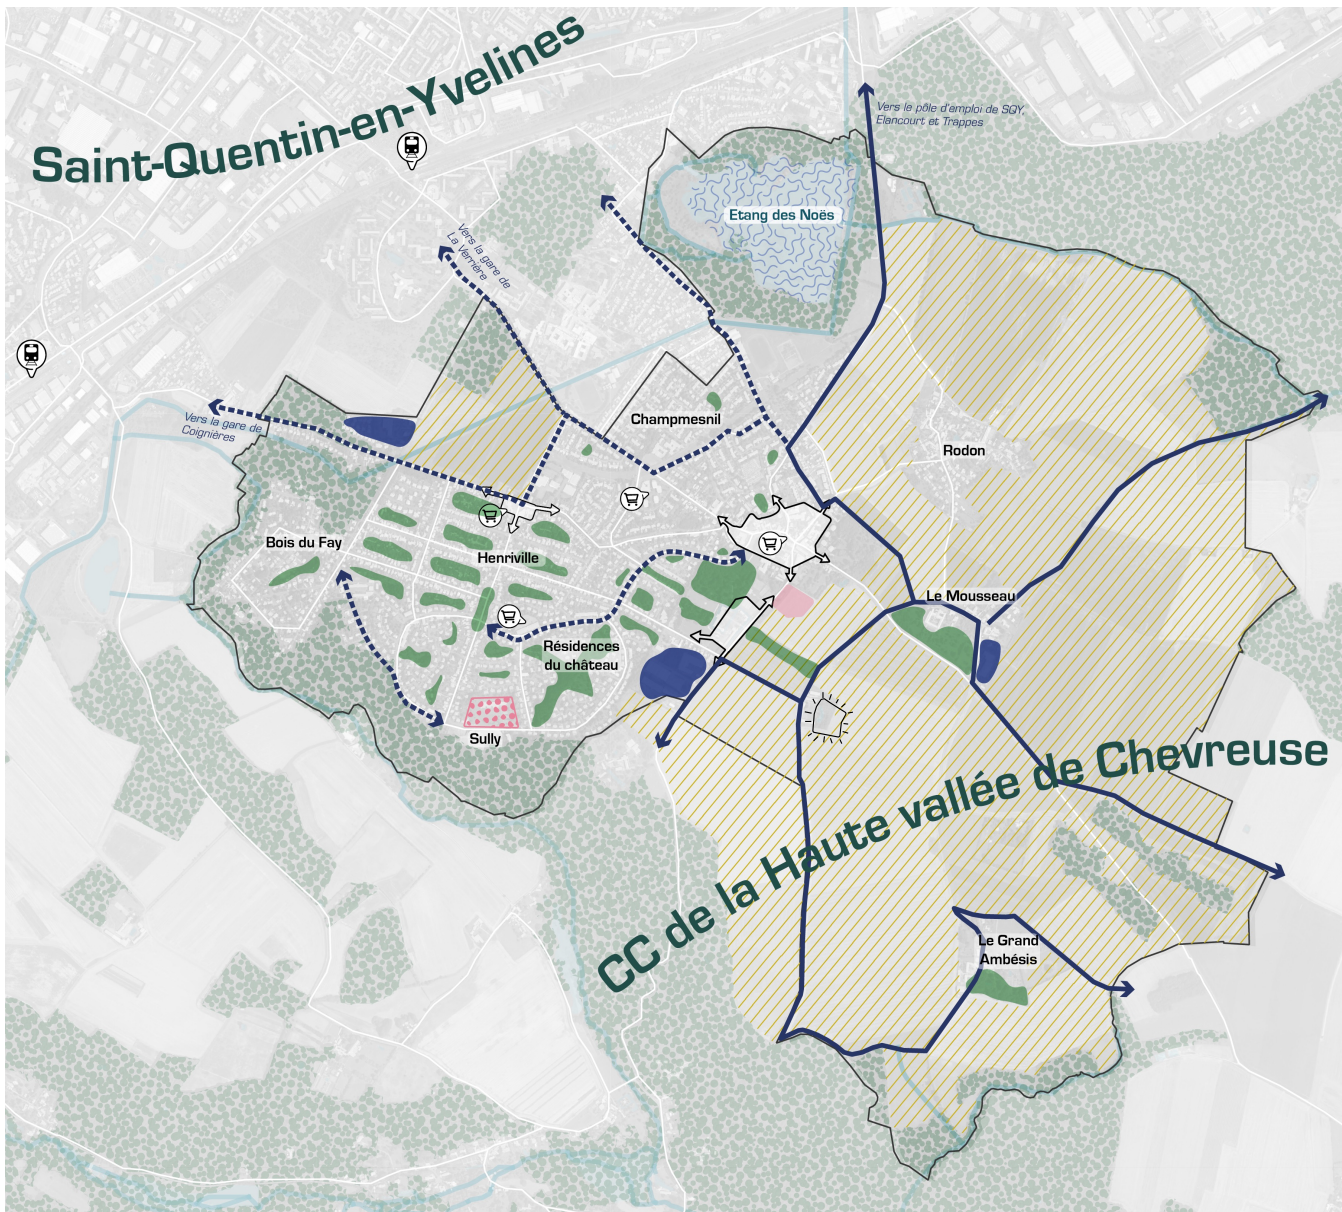 Saint-Quentin-en-Yvelines
Vers le pôle d'emploi de SQY,
Elancourt et Trappes
Etang des Noës
Vers la gare de
La Verrière
Vers la gare de
Coignières
Champmesnil
Rodon
Bois du Fay
Henriville
Le Mousseau
Résidences
du château
Sully
CC de la Haute vallée de Chevreuse
Le Grand
Ambésis